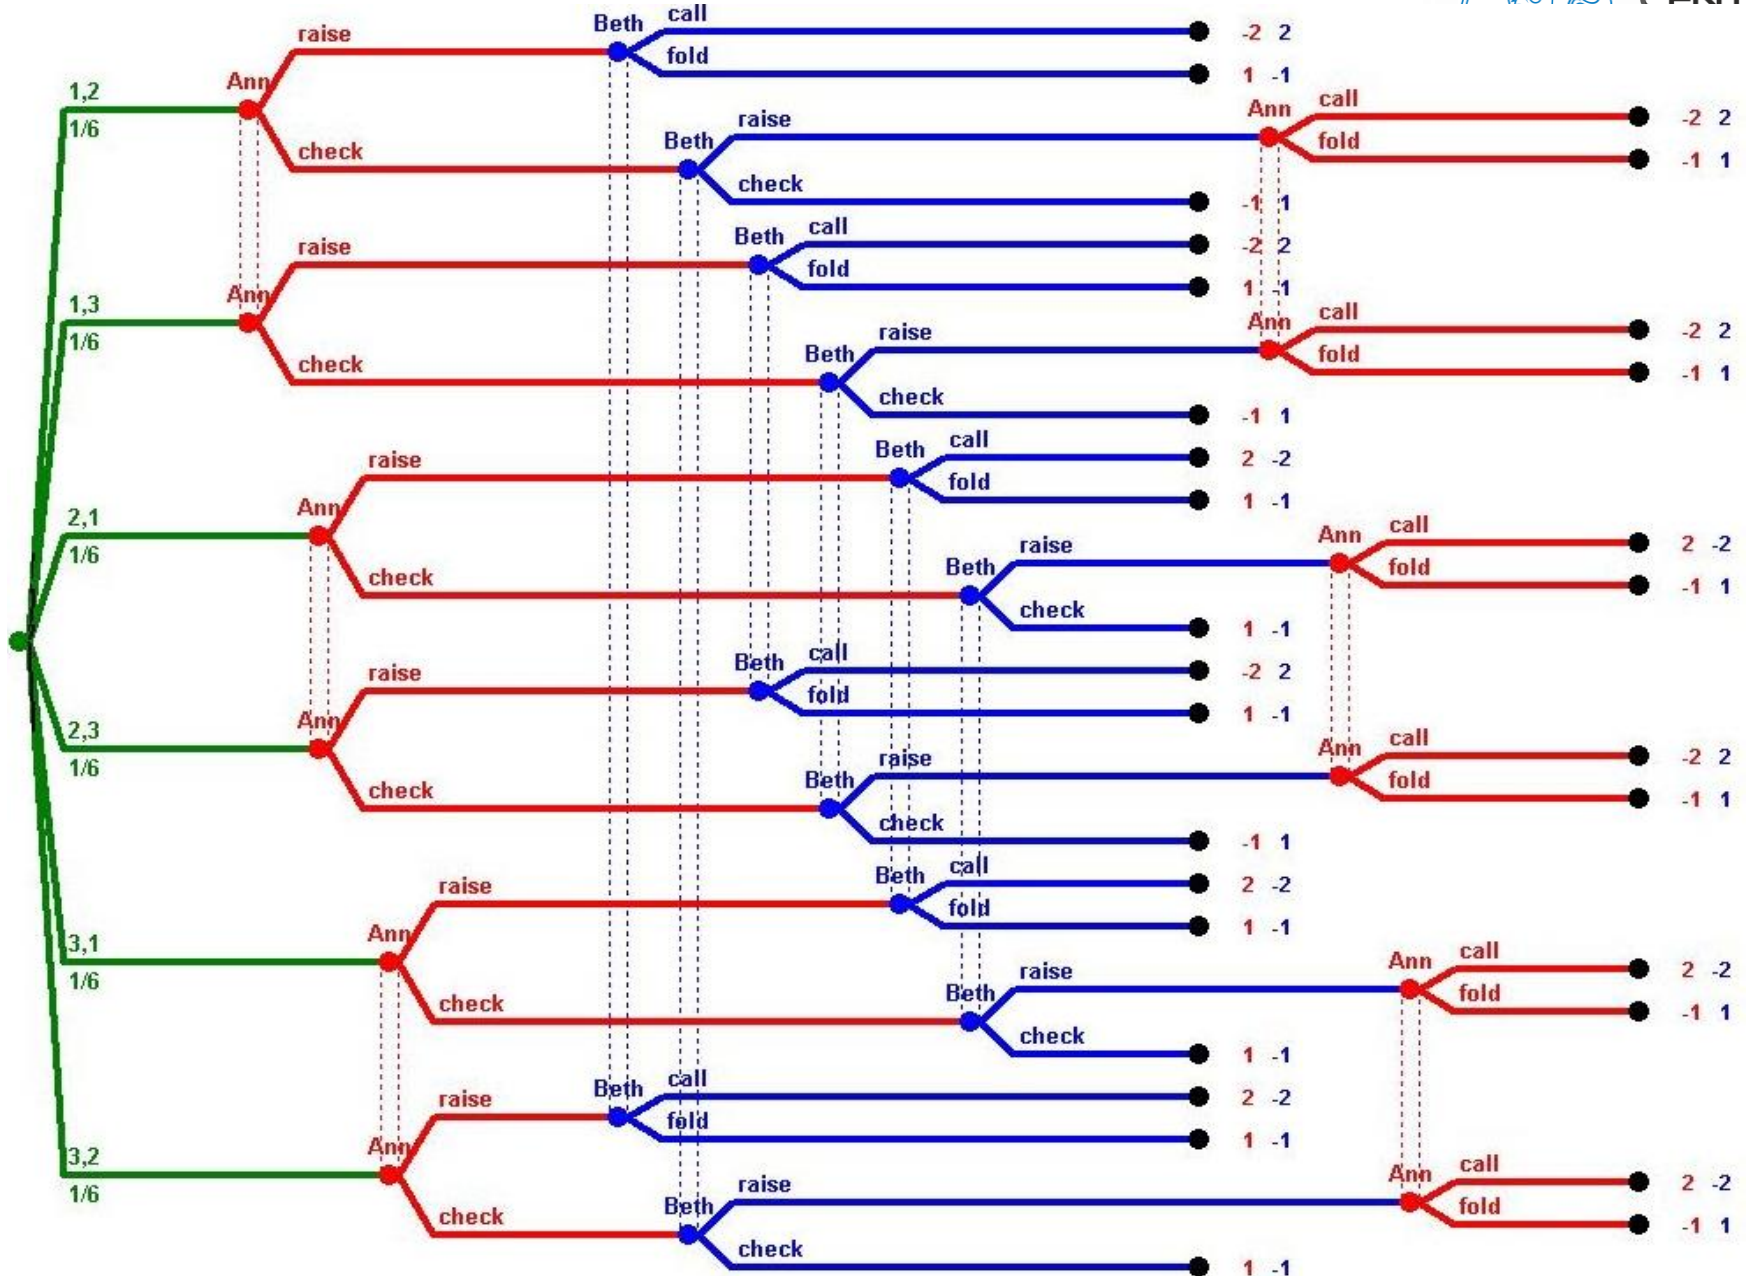 Beth call
raise -2 2
fold
1,2 Ann 1 -1
1/6 raise Ann call -2 2
check Beth fold
-1 1
check
-1 1
raise Beth call -2 2
fold
1,3 Ann 1 -1
1/6 raise Ann call -2 2
check Beth fold
-1 1
check
-1 1
raise Beth call 2 -2
fold
2,1 Ann 1 -1
1/6 raise Ann call 2 -2
check Beth fold
-1 1
check
1 -1
raise Beth call -2 2
fold
2,3 Ann 1 -1
1/6 raise Ann call -2 2
check Beth fold
-1 1
check
-1 1
raise Beth call 2 -2
fold
3,1 Ann 1 -1
1/6 raise Ann call 2 -2
check Beth fold
-1 1
check
1 -1
raise Beth call 2 -2
fold
3,2 Ann 1 -1
1/6 raise Ann call 2 -2
check Beth fold
-1 1
check
1 -1